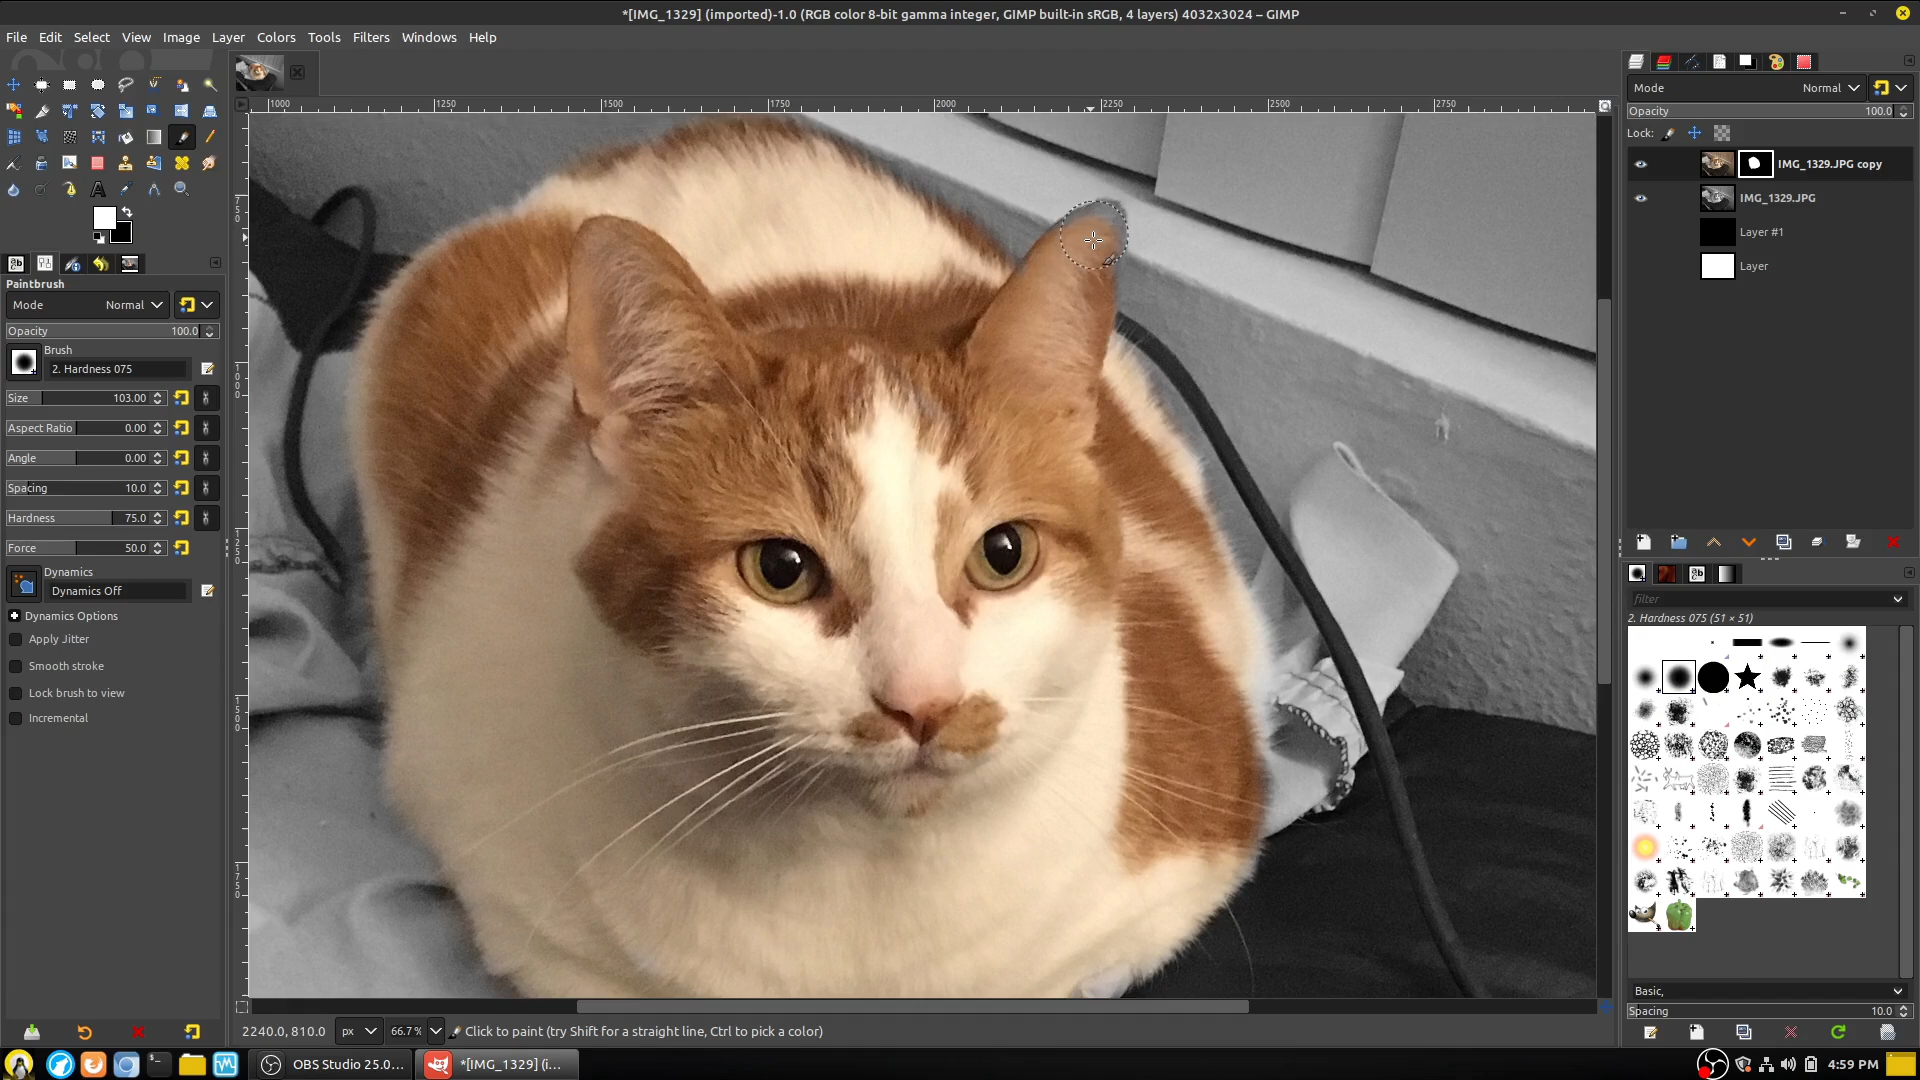 *[IMG_1329] (imported)-1.0 (RGB color 8-bit gamma integer, GIMP built-in sRGB, 4 layers) 4032x3024 – GIMP
File Edit Select View Image Layer Colors Tools Filters Windows Help
1000 1250 1500 1750 2000 2250 2500 2750
750
1000
1250
1500
1750
Paintbrush
Mode Normal
Opacity 100.0
Brush
2. Hardness 075
Size 103.00
Aspect Ratio 0.00
Angle 0.00
Spacing 10.0
Hardness 75.0
Force 50.0
Dynamics
Dynamics Off
Dynamics Options
Apply Jitter
Smooth stroke
Lock brush to view
Incremental
Mode Normal
Opacity 100.0
Lock:
IMG_1329.JPG copy
IMG_1329.JPG
Layer #1
Layer
filter
2. Hardness 075 (51 × 51)
Basic,
Spacing 10.0
2240.0, 810.0 px 66.7 % Click to paint (try Shift for a straight line, Ctrl to pick a color)
OBS Studio 25.0... *[IMG_1329] (i... 4:59 PM